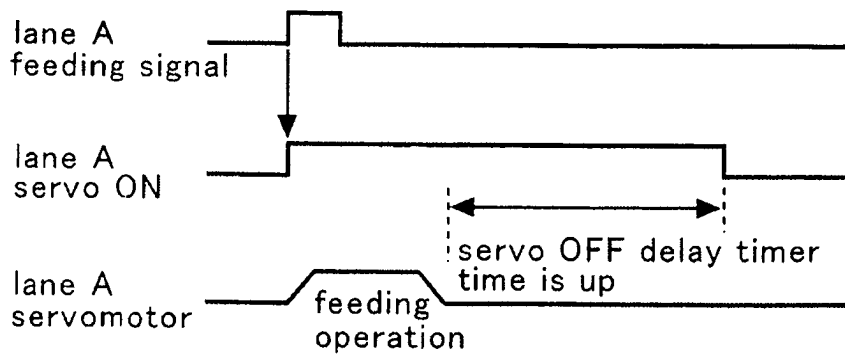 lane A
feeding signal
lane A
servo ON
servo OFF delay timer
time is up
lane A
servomotor
feeding
operation